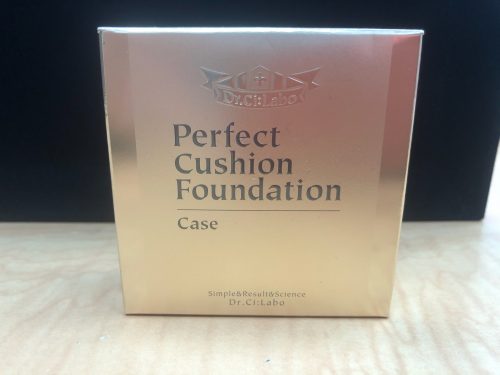 Dr.Ci:Labo
Perfect
Cushion
Foundation
Case
Simple&Result&Science
Dr.Ci:Labo